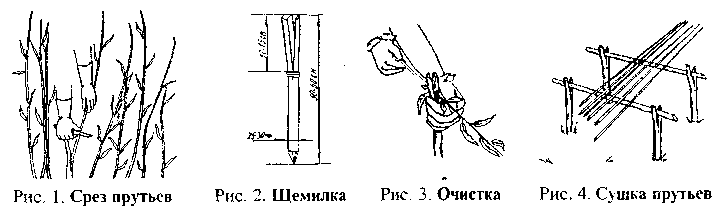 Рис. 1. Срез прутьев
Рис. 2. Щемилка
Рис. 3. Очистка
Рис. 4. Сушка прутьев